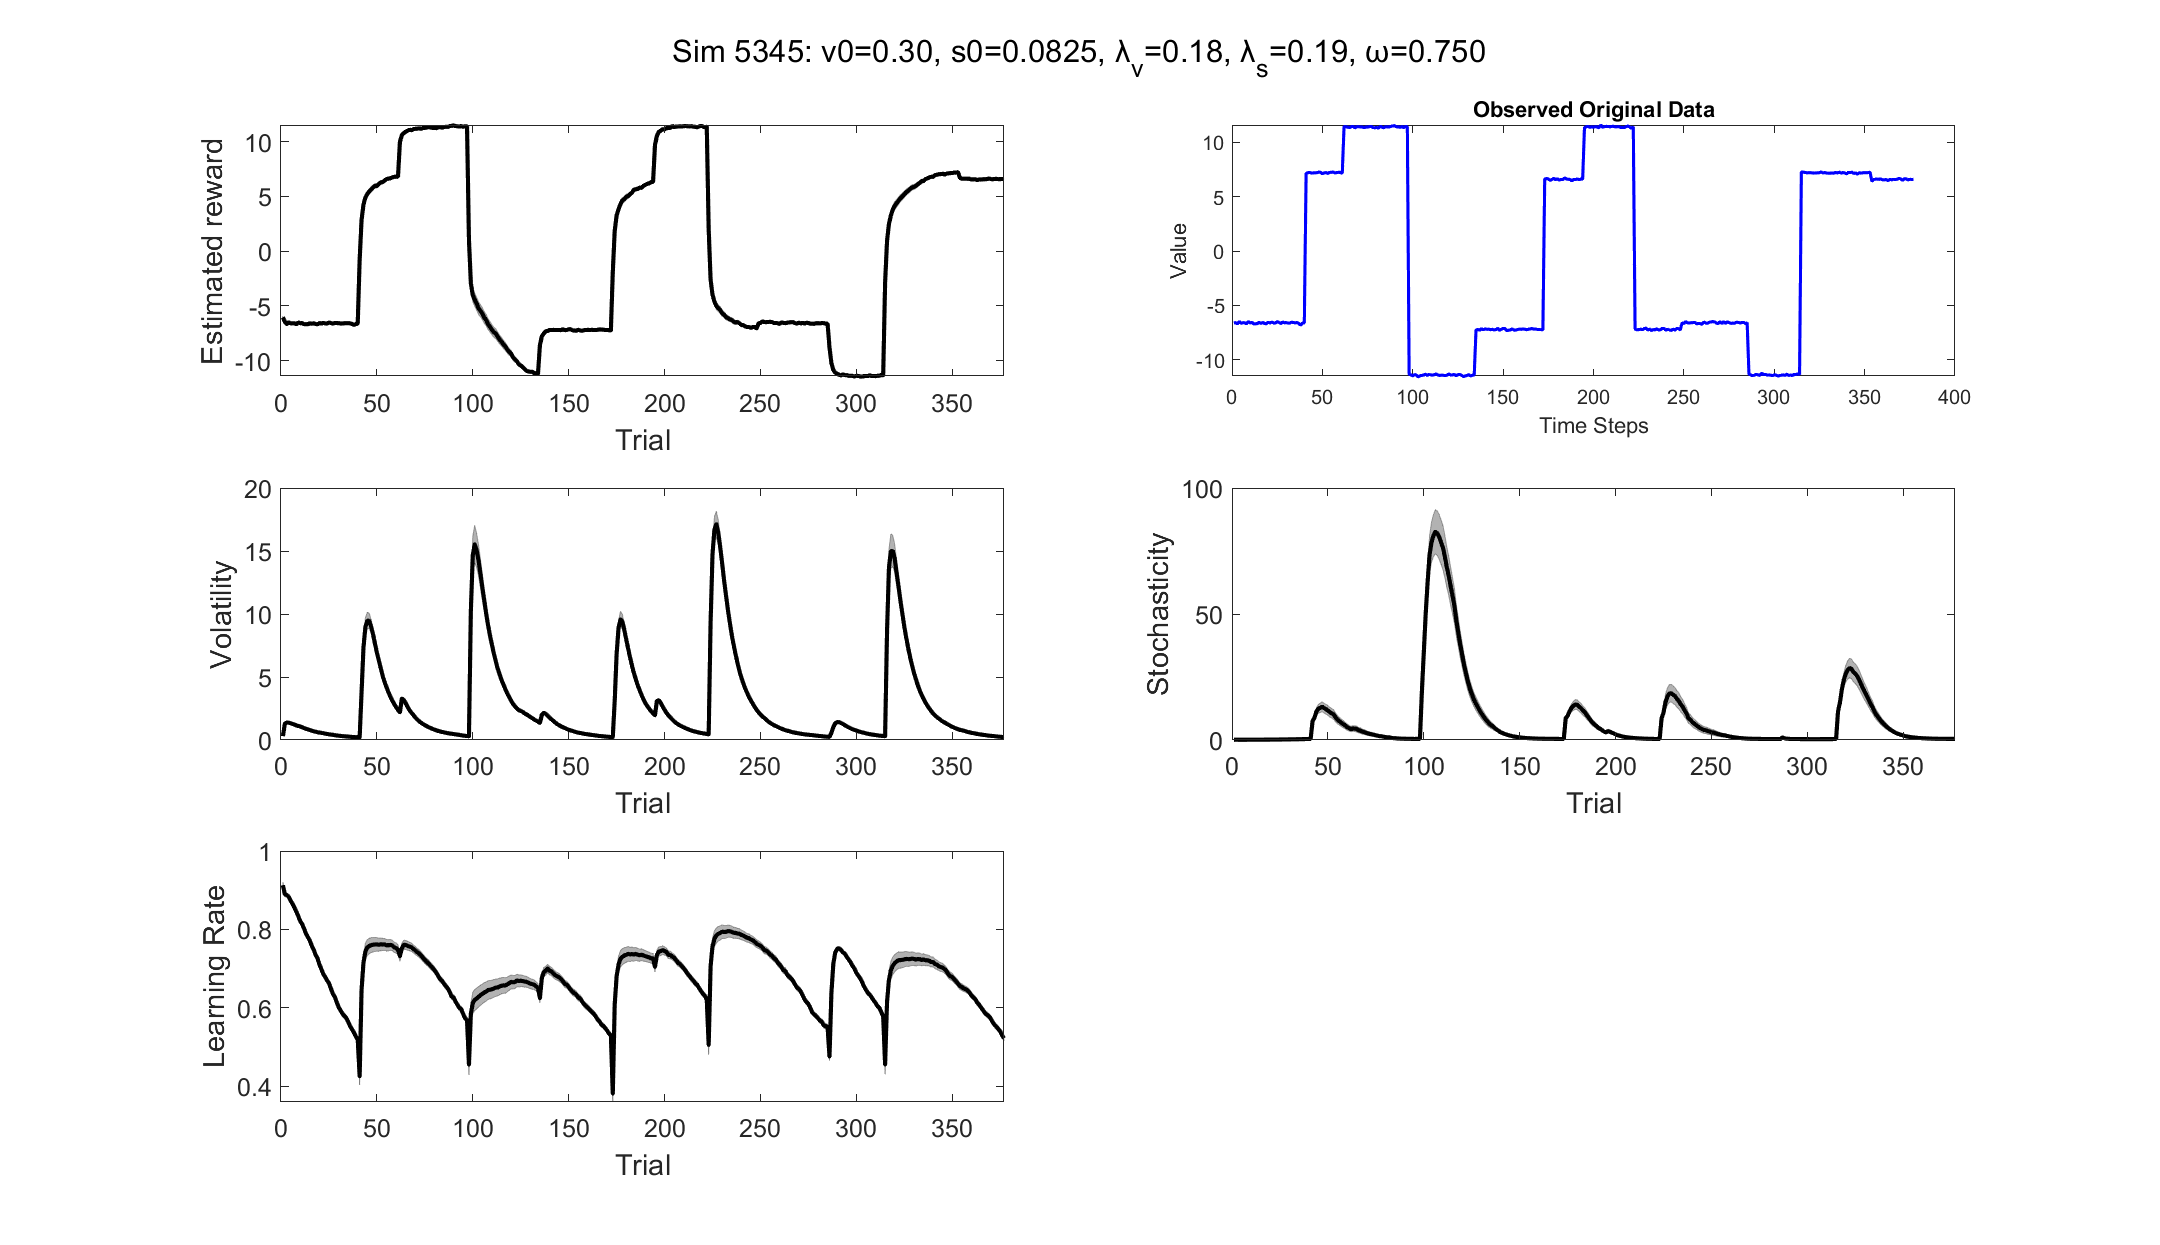 Sim 5345: v0=0.30, s0=0.0825, λ_v=0.18, λ_s=0.19, ω=0.750
Estimated reward
10
5
0
-5
-10
0 50 100 150 200 250 300 350
Trial
Observed Original Data
Value
10
5
0
-5
-10
0 50 100 150 200 250 300 350 400
Time Steps
Volatility
20
15
10
5
0
0 50 100 150 200 250 300 350
Trial
Stochasticity
100
50
0
0 50 100 150 200 250 300 350
Trial
Learning Rate
1
0.8
0.6
0.4
0 50 100 150 200 250 300 350
Trial